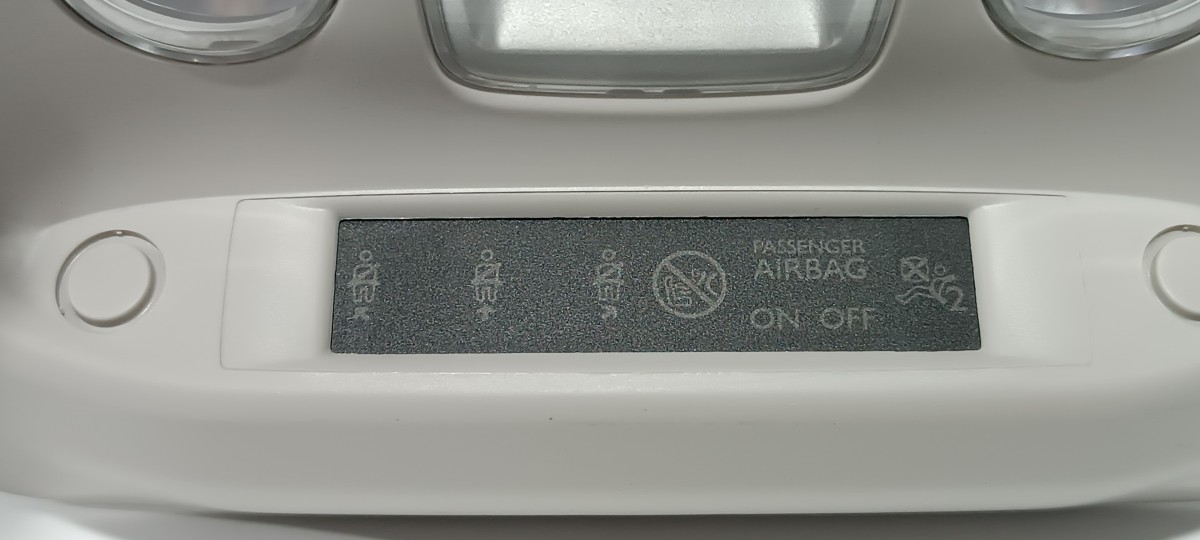 PASSENGER
AIRBAG
ON OFF